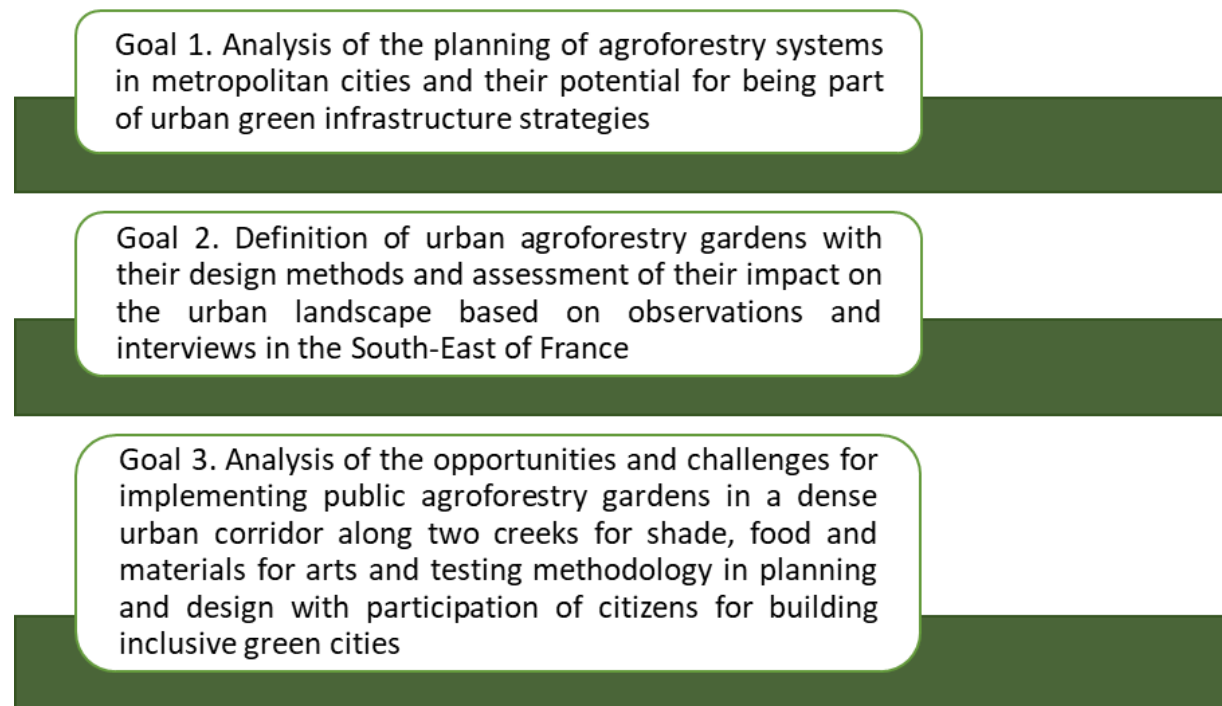 Goal 1. Analysis of the planning of agroforestry systems
in metropolitan cities and their potential for being part
of urban green infrastructure strategies
Goal 2. Definition of urban agroforestry gardens with
their design methods and assessment of their impact on
the urban landscape based on observations and
interviews in the South-East of France
Goal 3. Analysis of the opportunities and challenges for
implementing public agroforestry gardens in a dense
urban corridor along two creeks for shade, food and
materials for arts and testing methodology in planning
and design with participation of citizens for building
inclusive green cities